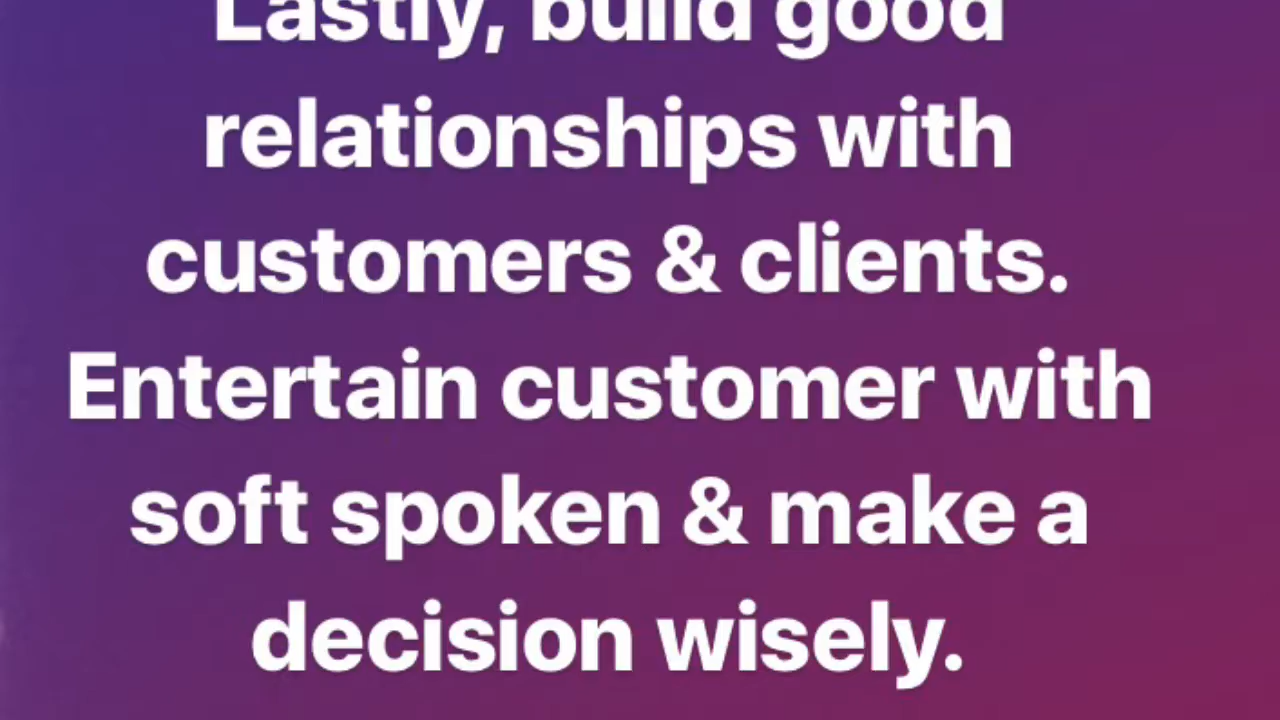 Lastly, build good
relationships with
customers & clients.
Entertain customer with
soft spoken & make a
decision wisely.